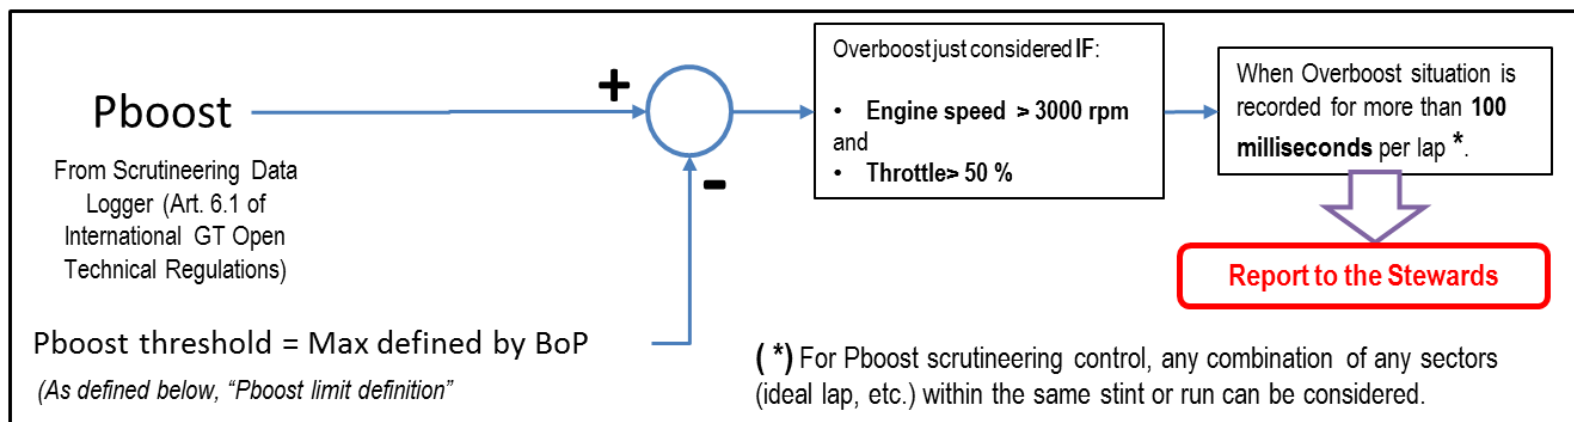 Pboost
From Scrutineering Data
Logger (Art. 6.1 of
International GT Open
Technical Regulations)
Pboost threshold = Max defined by BoP
(As defined below, “Pboost limit definition”
+
-
Overboost just considered IF:
• Engine speed > 3000 rpm
and
• Throttle> 50 %
When Overboost situation is
recorded for more than 100
milliseconds per lap *.
Report to the Stewards
( *) For Pboost scrutineering control, any combination of any sectors
(ideal lap, etc.) within the same stint or run can be considered.